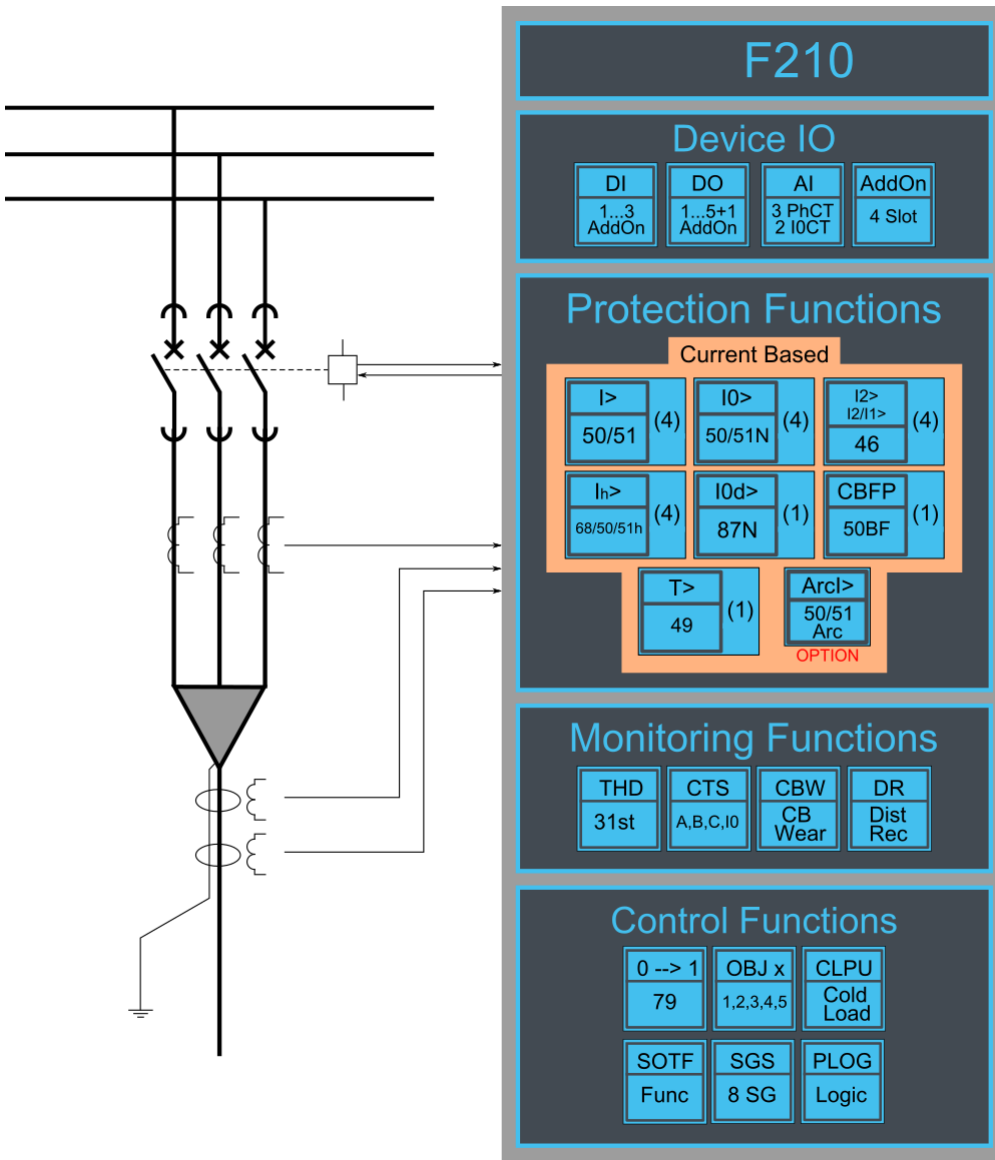 F210
Device IO
DI
1...3
AddOn
DO
1...5+1
AddOn
AI
3 PhCT
2 I0CT
AddOn
4 Slot
Protection Functions
Current Based
I>
50/51
(4)
I0>
50/51N
(4)
I2>
I2/I1>
46
(4)
Ih>
68/50/51h
(4)
I0d>
87N
(1)
CBFP
50BF
(1)
T>
49
(1)
ArcI>
50/51
Arc
OPTION
Monitoring Functions
THD
31st
CTS
A,B,C,I0
CBW
CB
Wear
DR
Dist
Rec
Control Functions
0 --> 1
79
OBJ x
1,2,3,4,5
CLPU
Cold
Load
SOTF
Func
SGS
8 SG
PLOG
Logic